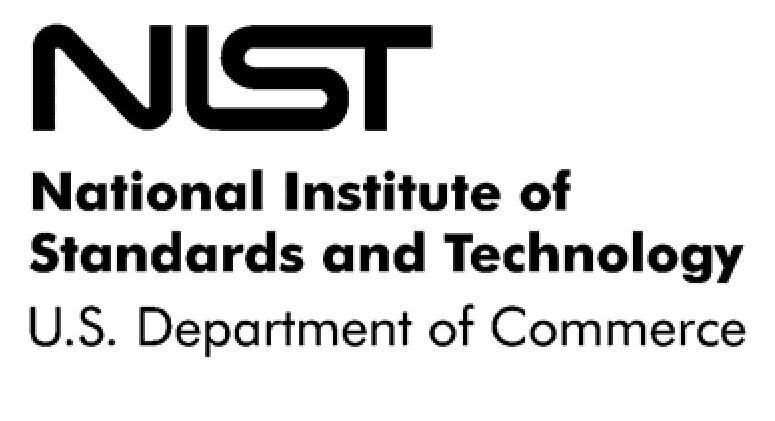 NIST
National Institute of
Standards and Technology
U.S. Department of Commerce